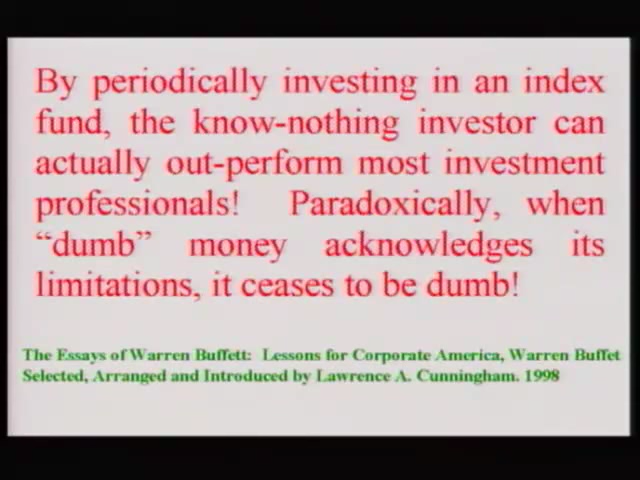 By periodically investing in an index
fund, the know-nothing investor can
actually out-perform most investment
professionals! Paradoxically, when
“dumb” money acknowledges its
limitations, it ceases to be dumb!
The Essays of Warren Buffett: Lessons for Corporate America, Warren Buffet
Selected, Arranged and Introduced by Lawrence A. Cunningham. 1998